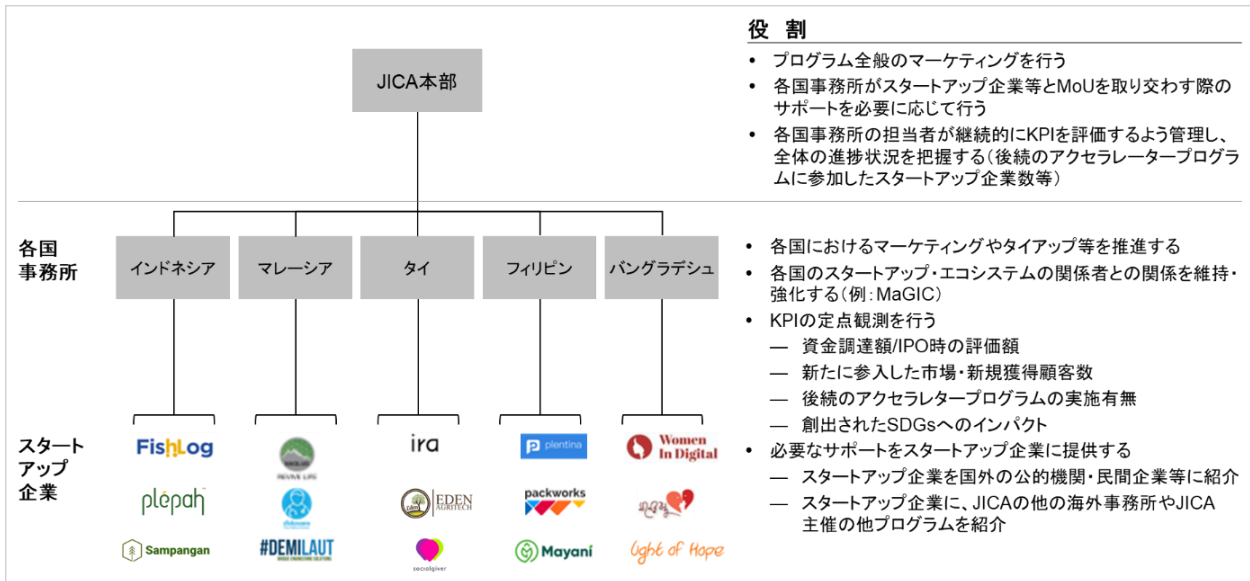 役 割
JICA本部
• プログラム全般のマーケティングを行う
• 各国事務所がスタートアップ企業等とMoUを取り交わす際の
サポートを必要に応じて行う
• 各国事務所の担当者が継続的にKPIを評価するよう管理し、
全体の進捗状況を把握する(後続のアクセラレータープログラ
ムに参加したスタートアップ企業数等)
各国
事務所
インドネシア
マレーシア
タイ
フィリピン
バングラデシュ
• 各国におけるマーケティングやタイアップ等を推進する
• 各国のスタートアップ・エコシステムの関係者との関係を維持・
強化する(例:MaGIC)
• KPIの定点観測を行う
― 資金調達額/IPO時の評価額
― 新たに参入した市場・新規獲得顧客数
― 後続のアクセラレタープログラムの実施有無
― 創出されたSDGsへのインパクト
• 必要なサポートをスタートアップ企業に提供する
― スタートアップ企業を国外の公的機関・民間企業等に紹介
― スタートアップ企業に、JICAの他の海外事務所やJICA
主催の他プログラムを紹介
スタート
アップ
企業
FishLog
REVIVE LIFE
ira
plentina
Women
In Digital
plépah
EDEN
AGRITECH
packworks
Sampangan
#DEMILAUT
socialgiver
Mayani
Light of Hope